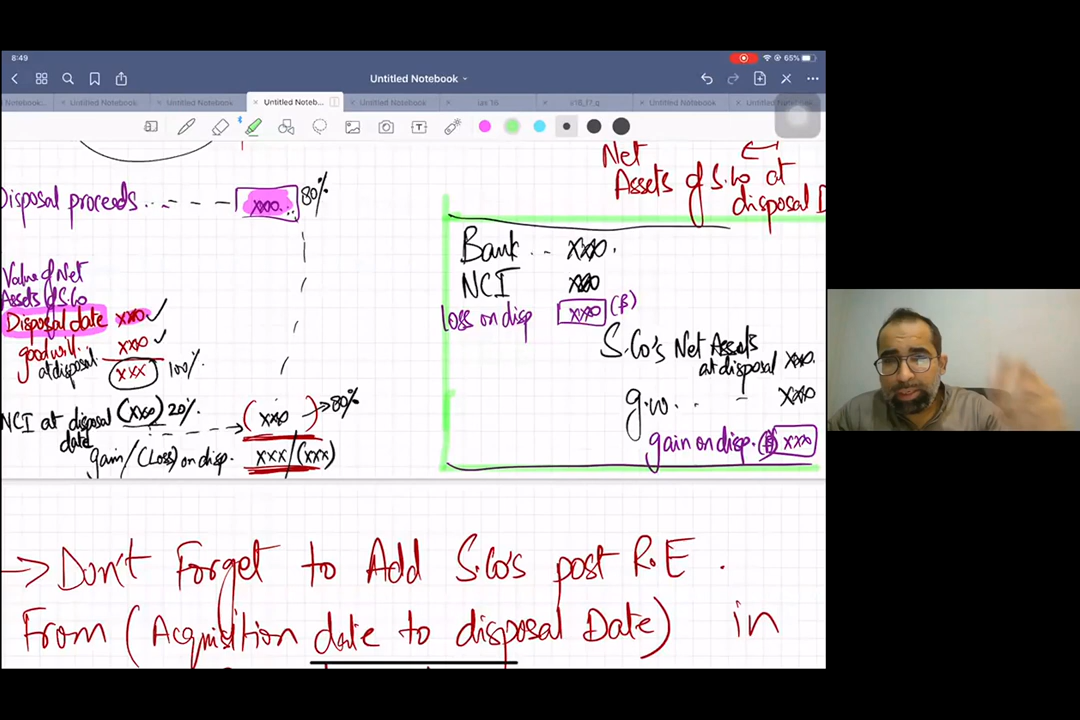 8:49
65%
Untitled Notebook
Notebook...
Untitled Notebook
Untitled Notebook
Untitled Noteb...
Untitled Notebook
ias 16
Untitled Notebook
Net
Assets of S.Co at
disposal D
Disposal proceeds... xxx.. 80%
Value of Net
Assets of S.Co
Disposal date xxx.
goodwill.. xxx
at disposal xxx 100%
NCI at disposal (xxx) 20%. (xxx) → 80%
date
gain/(Loss) on disp. xxx/(xxx)
Bank .. xxx.
NCI xxx
loss on disp xxx (B)
S.Co's Net Assets
at disposal xxx.
g.w. . - xxx
gain on disp. (B) xxx
→ Don't Forget to Add S.Co's post R.E .
From (Acquisition date to disposal Date) in